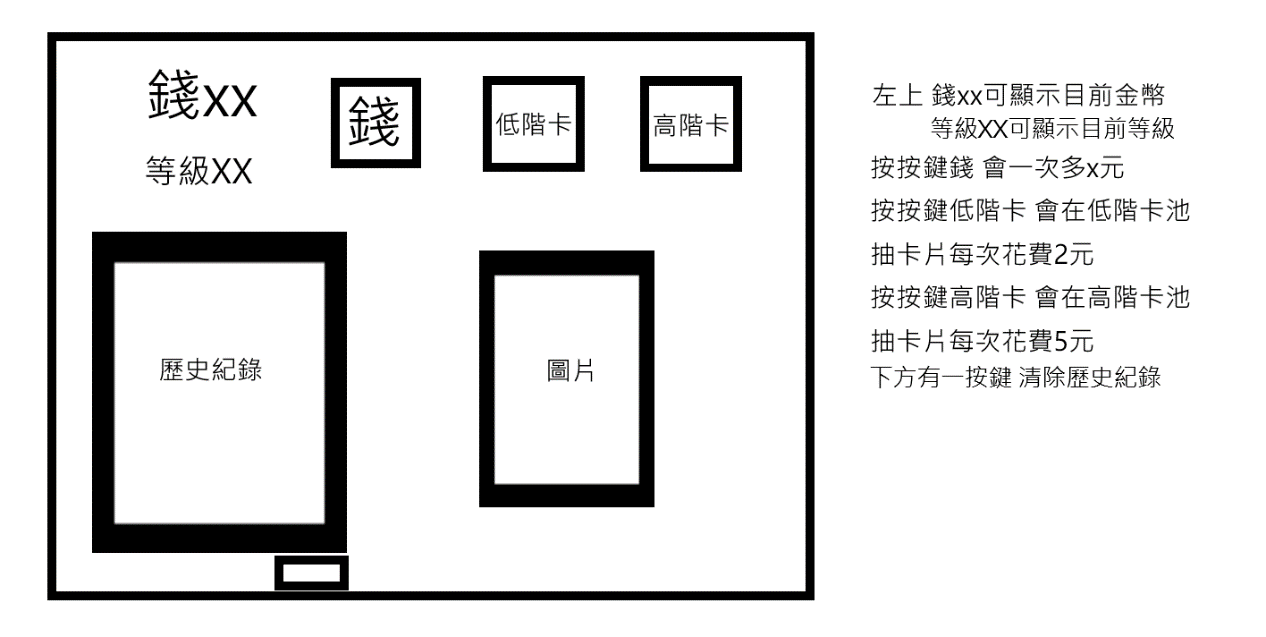 錢xx
等級XX
錢
低階卡
高階卡
歷史紀錄
圖片
左上 錢xx可顯示目前金幣
等級XX可顯示目前等級
按按鍵錢 會一次多x元
按按鍵低階卡 會在低階卡池
抽卡片每次花費2元
按按鍵高階卡 會在高階卡池
抽卡片每次花費5元
下方有一按鍵 清除歷史紀錄